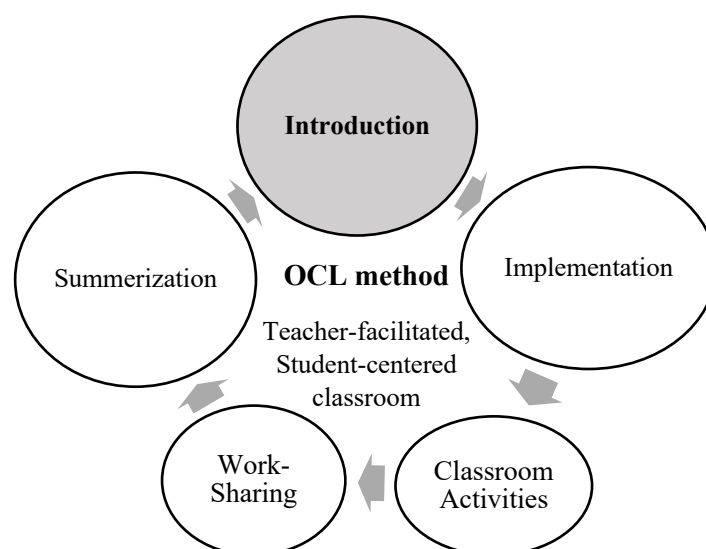 Introduction
Summerization
OCL method
Implementation
Teacher-facilitated,
Student-centered
classroom
Work-
Sharing
Classroom
Activities